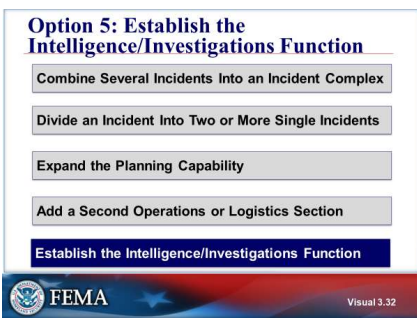 Option 5: Establish the
Intelligence/Investigations Function
Combine Several Incidents Into an Incident Complex
Divide an Incident Into Two or More Single Incidents
Expand the Planning Capability
Add a Second Operations or Logistics Section
Establish the Intelligence/Investigations Function
FEMA
Visual 3.32